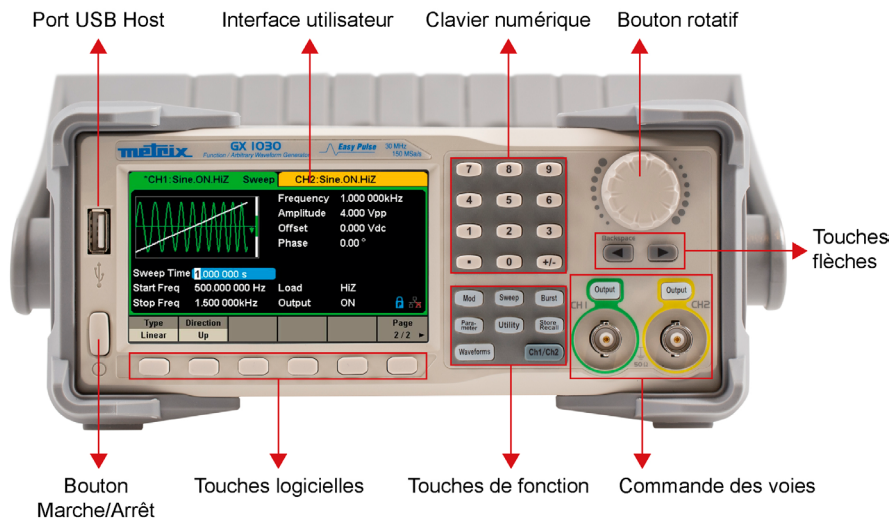 Port USB Host
Interface utilisateur
Clavier numérique
Bouton rotatif
metrix
GX 1030
Function / Arbitrary Waveform Generator
Easy Pulse
30 MHz
150 MSa/s
*CH1:Sine.ON.HiZ Sweep
CH2:Sine.ON.HiZ
Frequency 1.000 000kHz
Amplitude 4.000 Vpp
Offset 0.000 Vdc
Phase 0.00 °
Sweep Time 1.000 000 s
Start Freq 500.000 000 Hz Load HiZ
Stop Freq 1.500 000kHz Output ON
Type Direction Page
Linear Up 2 / 2 ►
7 8 9
4 5 6
1 2 3
• 0 +/-
Backspace
Touches
flèches
Mod Sweep Burst
Para-
meter
Utility
Store
Recall
Waveforms Ch1/Ch2
Output Output
CH1 CH2
50 Ω
Bouton
Marche/Arrêt
Touches logicielles
Touches de fonction
Commande des voies